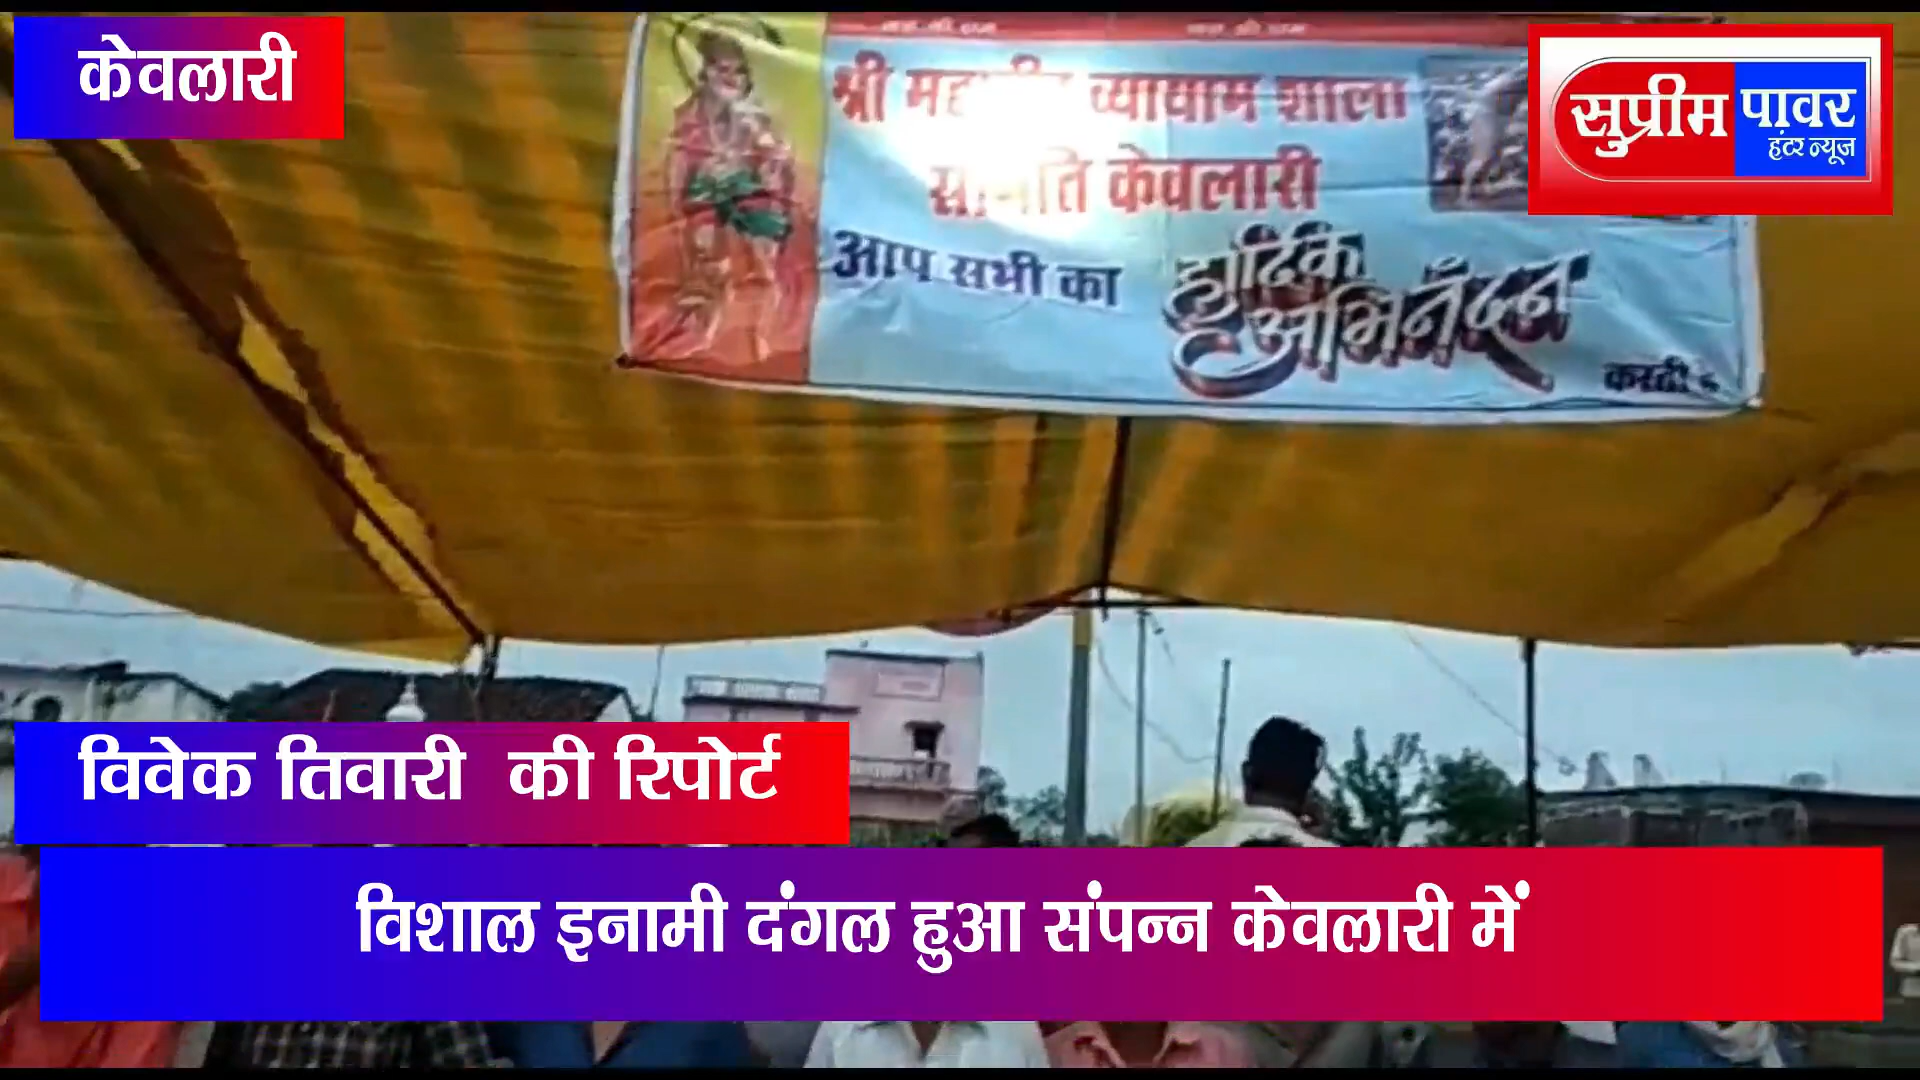 केवलारी
श्री व्यायाम शाला
केवलारी
आप सभी का
हार्दिक
अभिनंदन
सुप्रीम पावर
हंटर न्यूज
विवेक तिवारी की रिपोर्ट
विशाल इनामी दंगल हुआ संपन्न केवलारी में